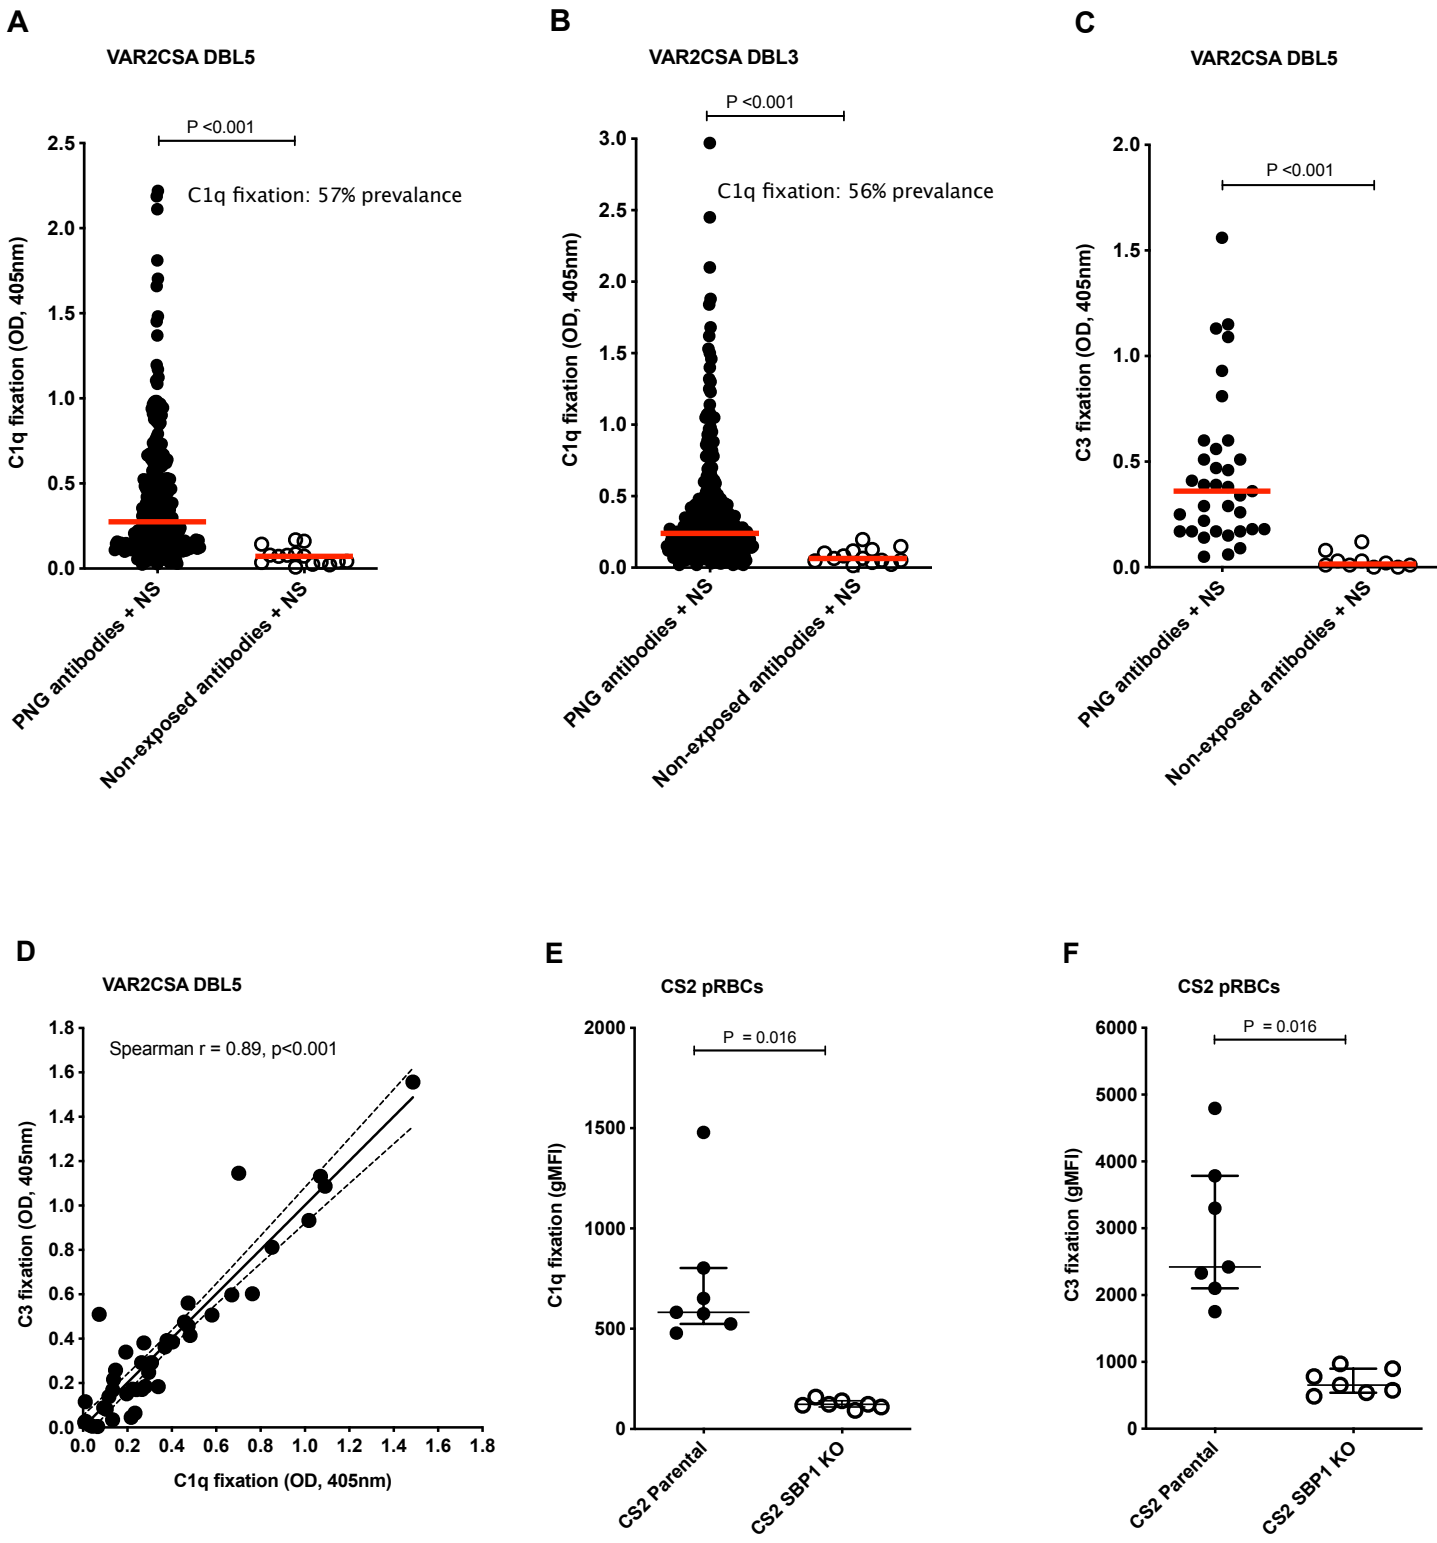 A
VAR2CSA DBL5
P <0.001
C1q fixation: 57% prevalance
C1q fixation (OD, 405nm)
2.5
2.0
1.5
1.0
0.5
0.0
PNG antibodies + NS
Non-exposed antibodies + NS
B
VAR2CSA DBL3
P <0.001
C1q fixation: 56% prevalance
C1q fixation (OD, 405nm)
3.0
2.5
2.0
1.5
1.0
0.5
0.0
PNG antibodies + NS
Non-exposed antibodies + NS
C
VAR2CSA DBL5
P <0.001
C3 fixation (OD, 405nm)
2.0
1.5
1.0
0.5
0.0
PNG antibodies + NS
Non-exposed antibodies + NS
D
VAR2CSA DBL5
Spearman r = 0.89, p<0.001
C3 fixation (OD, 405nm)
1.8
1.6
1.4
1.2
1.0
0.8
0.6
0.4
0.2
0.0
0.0 0.2 0.4 0.6 0.8 1.0 1.2 1.4 1.6 1.8
C1q fixation (OD, 405nm)
E
CS2 pRBCs
P = 0.016
C1q fixation (gMFI)
2000
1500
1000
500
0
CS2 Parental
CS2 SBP1 KO
F
CS2 pRBCs
P = 0.016
C3 fixation (gMFI)
6000
5000
4000
3000
2000
1000
0
CS2 Parental
CS2 SBP1 KO